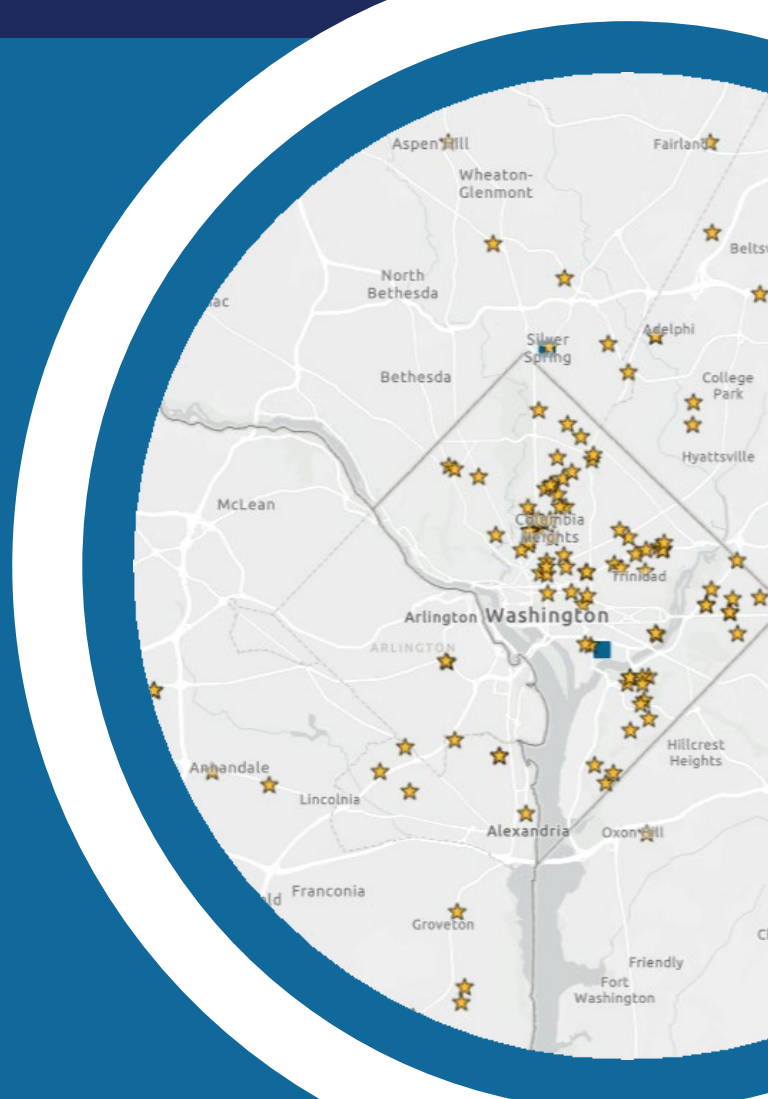 Aspen Hill
Fairland
Wheaton-
Glenmont
North
Bethesda
Silver
Spring
Adelphi
Bethesda
College
Park
Hyattsville
McLean
Columbia
Heights
Trinidad
Arlington
Washington
ARLINGTON
Hillcrest
Heights
Annandale
Lincolnia
Alexandria
Oxon Hill
Franconia
Groveton
Friendly
Fort
Washington